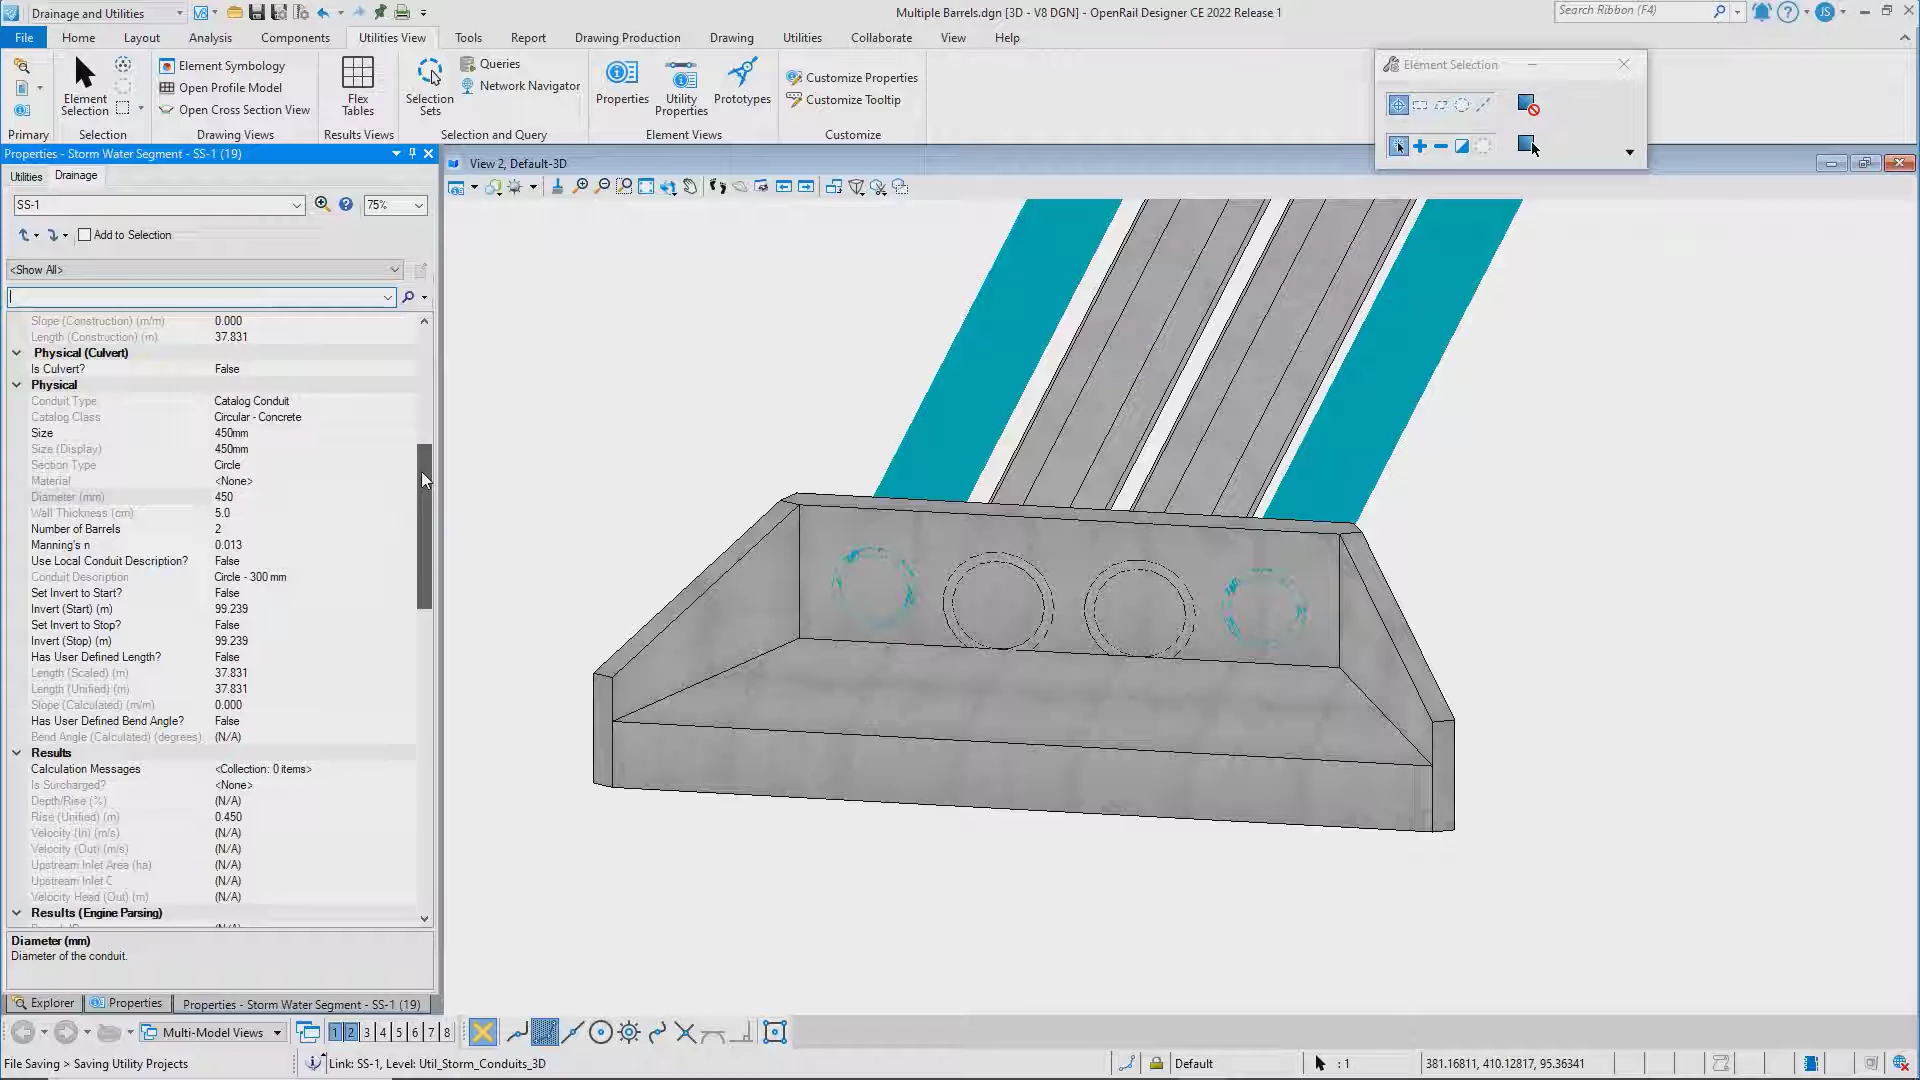 Drainage and Utilities
Multiple Barrels.dgn [3D - V8 DGN] - OpenRail Designer CE 2022 Release 1
Search Ribbon (F4)
JS
File
Home
Layout
Analysis
Components
Utilities View
Tools
Report
Drawing Production
Drawing
Utilities
Collaborate
View
Help
Element Selection
Element Symbology
Open Profile Model
Open Cross Section View
Flex Tables
Selection Sets
Queries
Network Navigator
Properties
Utility Properties
Prototypes
Customize Properties
Customize Tooltip
Primary
Selection
Drawing Views
Results Views
Selection and Query
Element Views
Customize
Element Selection
Properties - Storm Water Segment - SS-1 (19)
View 2, Default-3D
Utilities
Drainage
SS-1
75%
Add to Selection
<Show All>
Slope (Construction) (m/m) 0.000
Length (Construction) (m) 37.831
Physical (Culvert)
Is Culvert? False
Physical
Conduit Type Catalog Conduit
Catalog Class Circular - Concrete
Size 450mm
Size (Display) 450mm
Section Type Circle
Material <None>
Diameter (mm) 450
Wall Thickness (cm) 5.0
Number of Barrels 2
Manning's n 0.013
Use Local Conduit Description? False
Conduit Description Circle - 300 mm
Set Invert to Start? False
Invert (Start) (m) 99.239
Set Invert to Stop? False
Invert (Stop) (m) 99.239
Has User Defined Length? False
Length (Scaled) (m) 37.831
Length (Unified) (m) 37.831
Slope (Calculated) (m/m) 0.000
Has User Defined Bend Angle? False
Bend Angle (Calculated) (degrees) (N/A)
Results
Calculation Messages <Collection: 0 items>
Is Surcharged? <None>
Depth/Rise (%) (N/A)
Rise (Unified) (m) 0.450
Velocity (In) (m/s) (N/A)
Velocity (Out) (m/s) (N/A)
Upstream Inlet Area (ha) (N/A)
Upstream Inlet C (N/A)
Velocity Head (Out) (m) (N/A)
Results (Engine Parsing)
Diameter (mm)
Diameter of the conduit.
Explorer
Properties
Properties - Storm Water Segment - SS-1 (19)
Multi-Model Views
1 2 3 4 5 6 7 8
File Saving > Saving Utility Projects
Link: SS-1, Level: Util_Storm_Conduits_3D
Default
: 1
381.16811, 410.12817, 95.36341